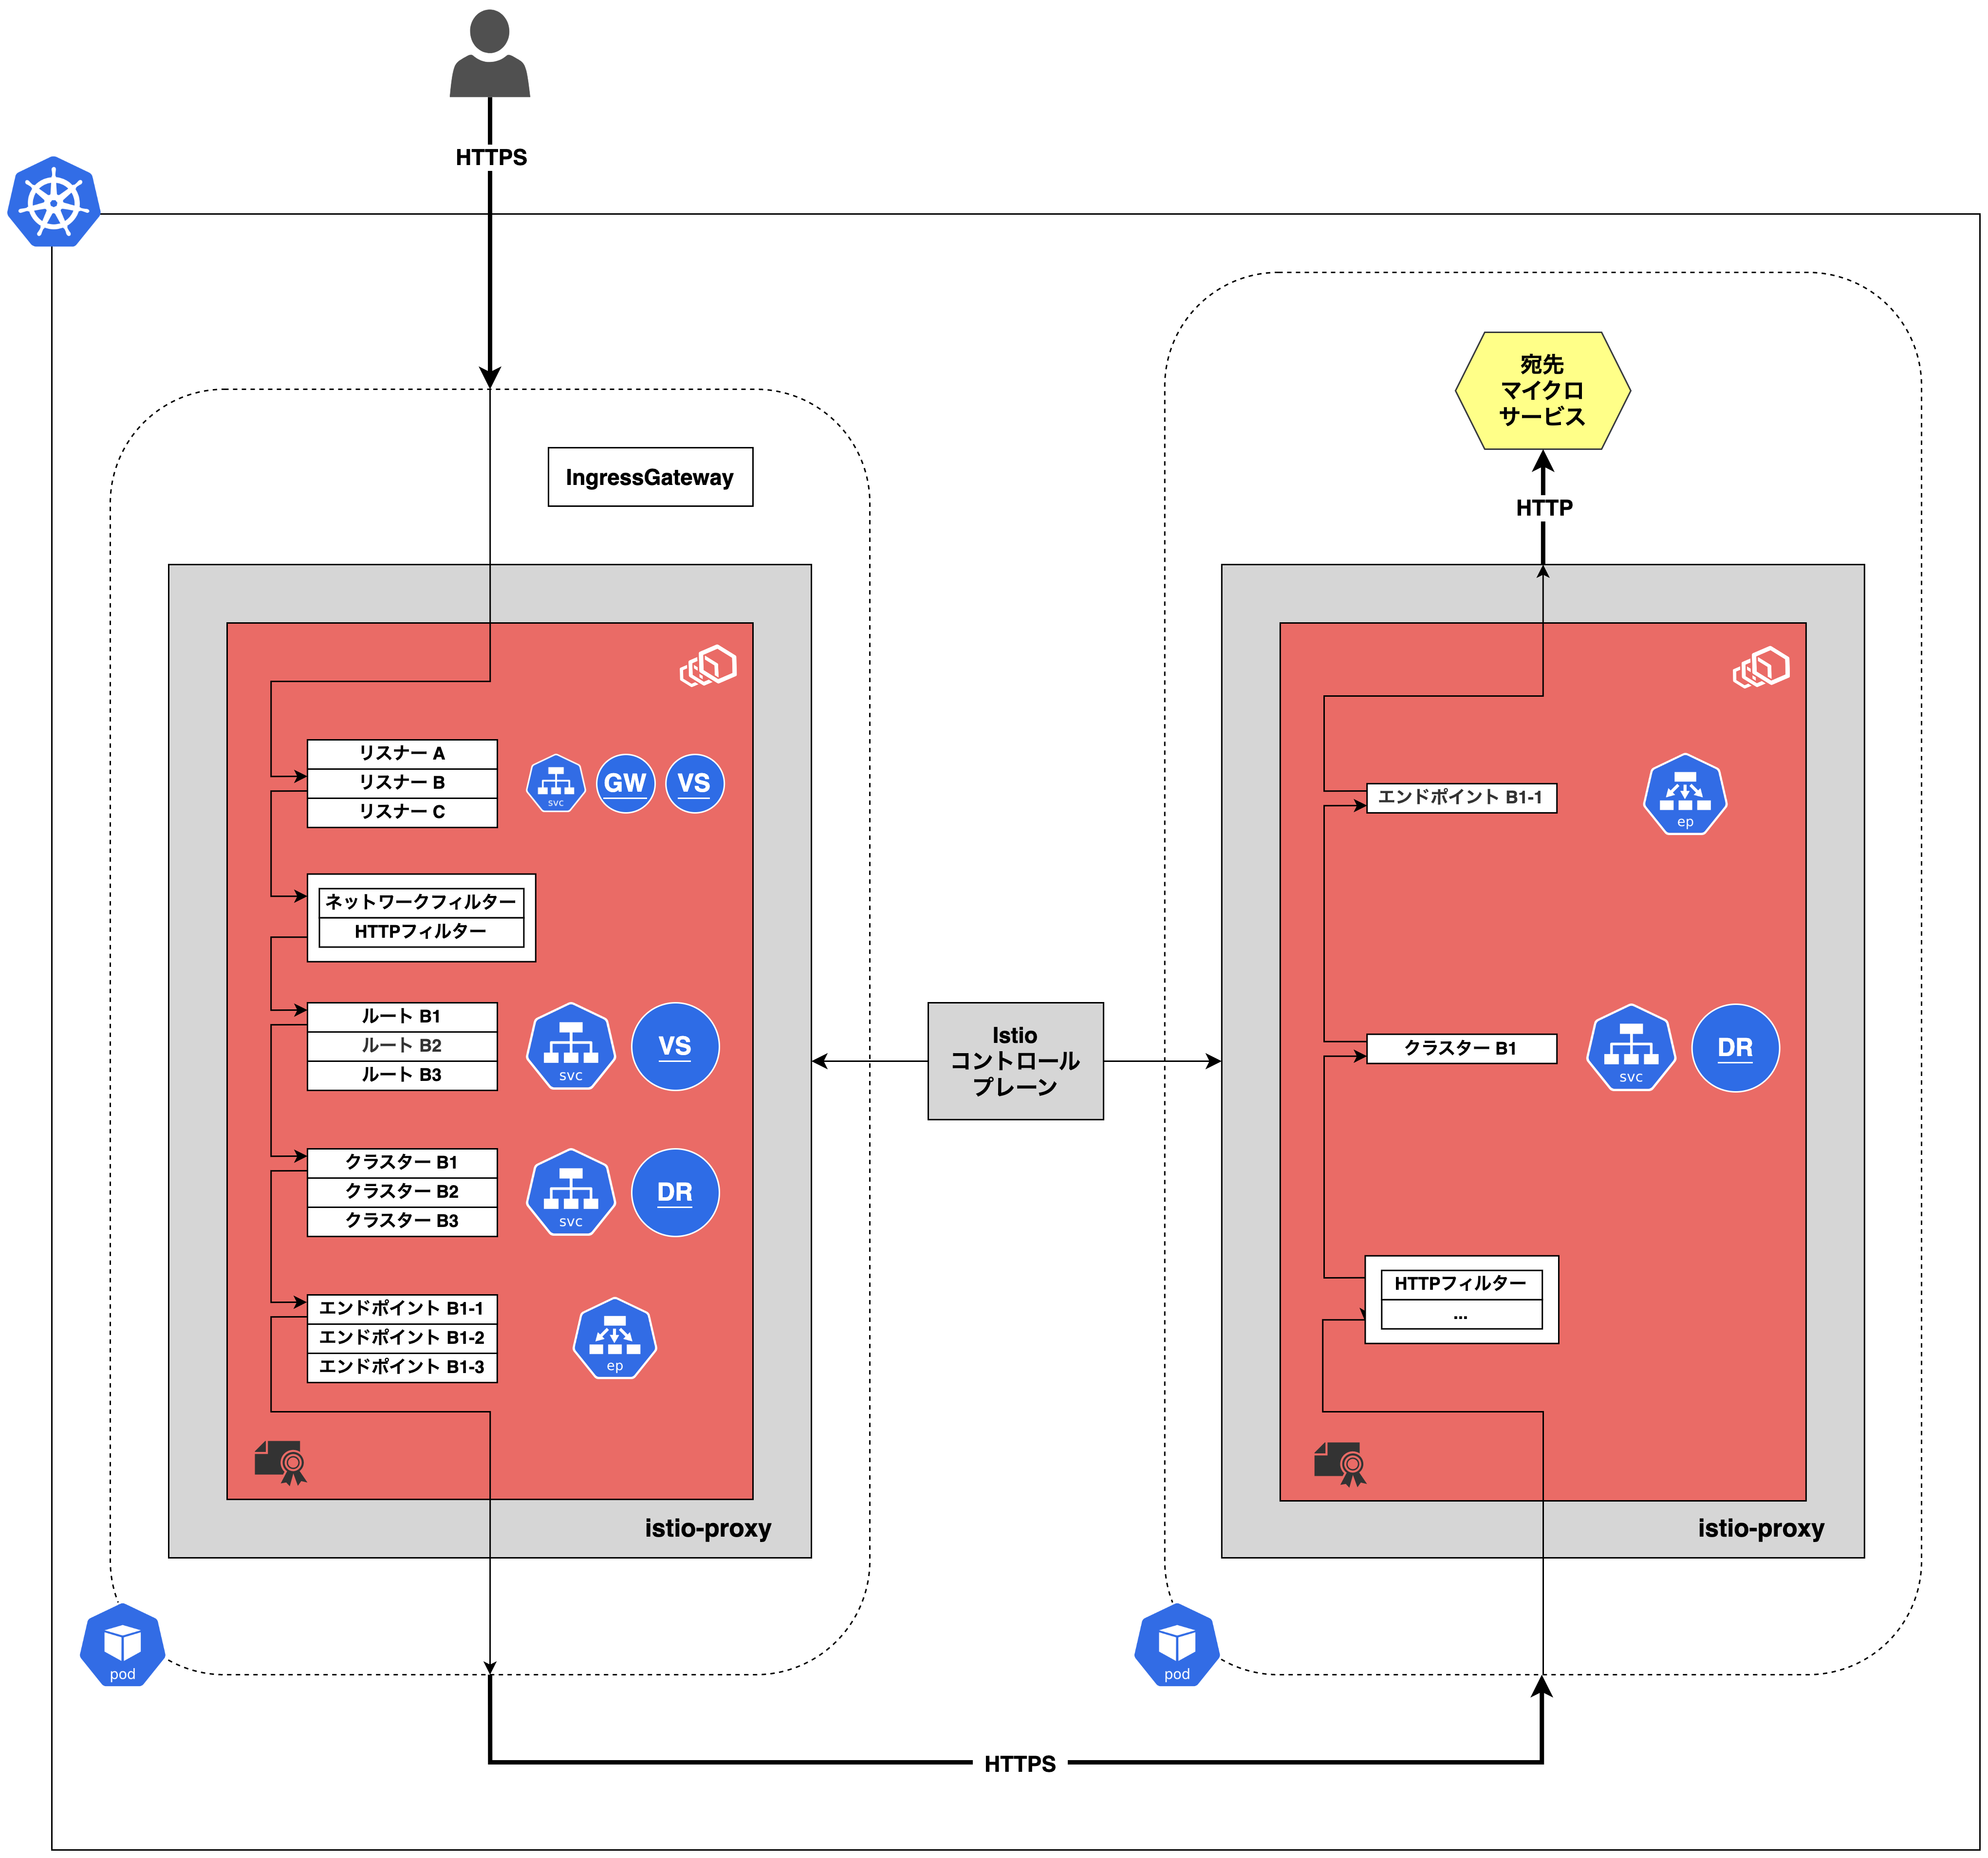 HTTPS
IngressGateway
リスナー A
リスナー B
リスナー C
svc
GW
VS
ネットワークフィルター
HTTPフィルター
ルート B1
ルート B2
ルート B3
svc
VS
クラスター B1
クラスター B2
クラスター B3
svc
DR
エンドポイント B1-1
エンドポイント B1-2
エンドポイント B1-3
ep
istio-proxy
pod
Istio
コントロール
プレーン
宛先
マイクロ
サービス
HTTP
エンドポイント B1-1
ep
クラスター B1
svc
DR
HTTPフィルター
...
istio-proxy
pod
HTTPS